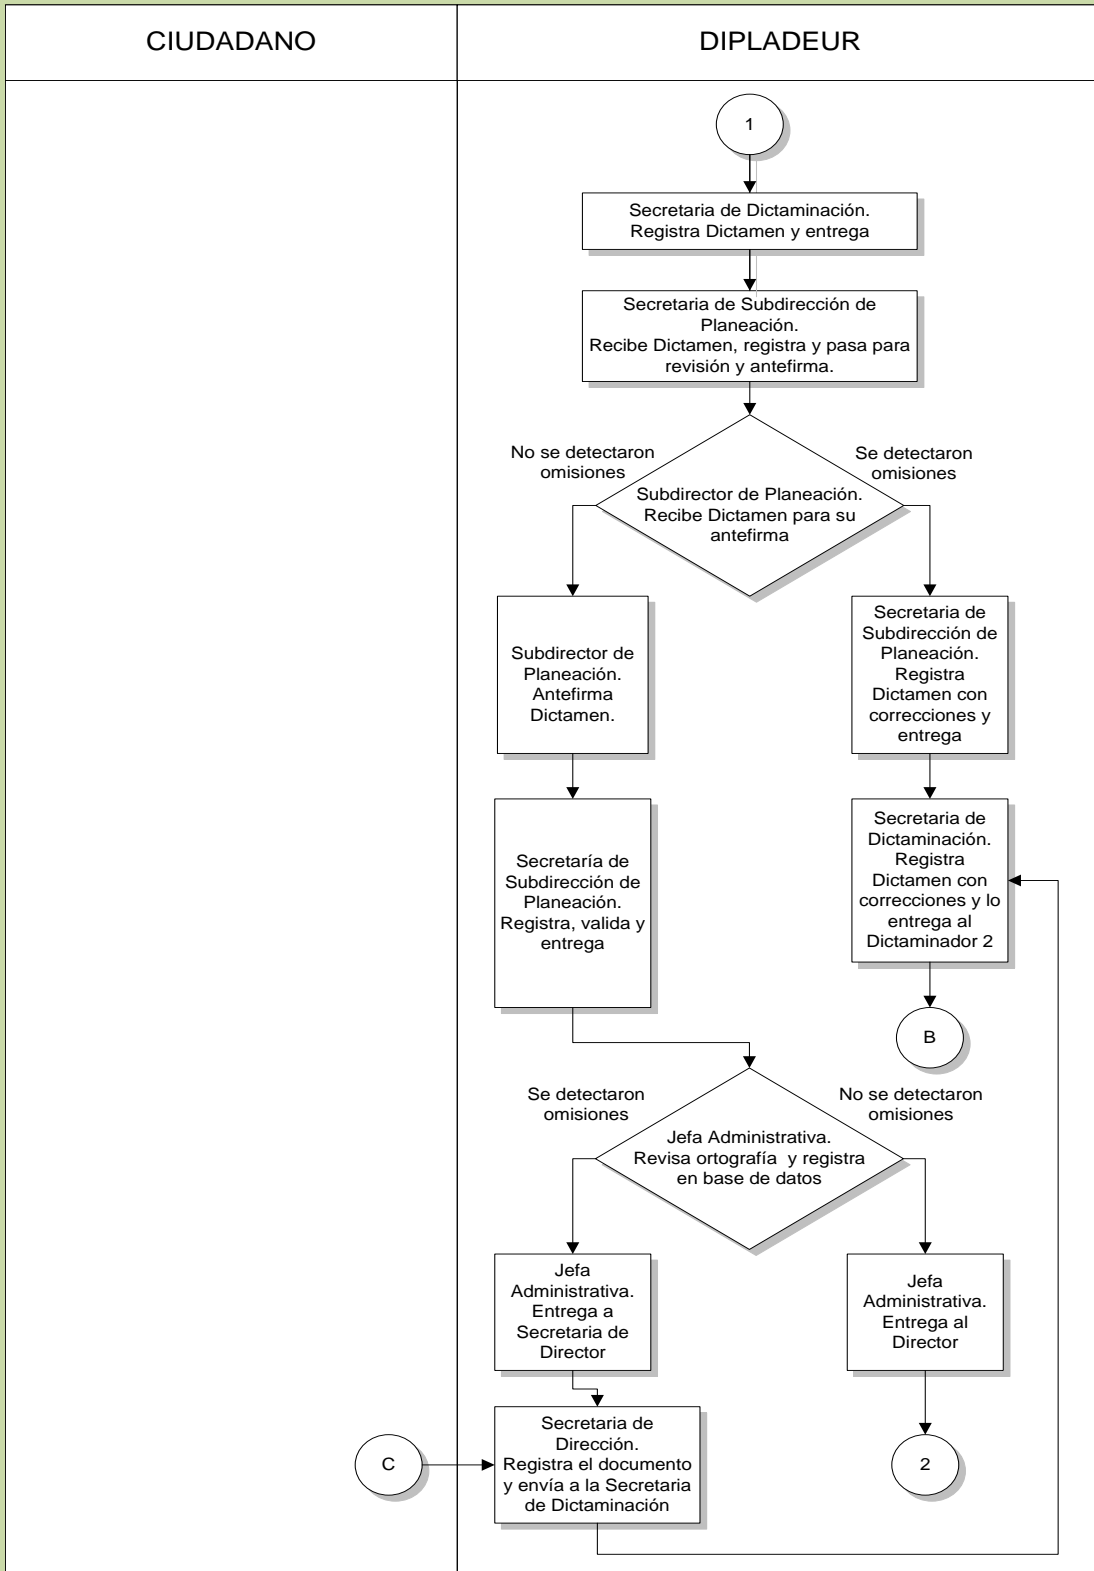 CIUDADANO
DIPLADEUR
1
Secretaria de Dictaminación.
Registra Dictamen y entrega
Secretaria de Subdirección de
Planeación.
Recibe Dictamen, registra y pasa para
revisión y antefirma.
No se detectaron
omisiones
Se detectaron
omisiones
Subdirector de Planeación.
Recibe Dictamen para su
antefirma
Subdirector de
Planeación.
Antefirma
Dictamen.
Secretaria de
Subdirección de
Planeación.
Registra
Dictamen con
correcciones y
entrega
Secretaría de
Subdirección de
Planeación.
Registra, valida y
entrega
Secretaria de
Dictaminación.
Registra
Dictamen con
correcciones y lo
entrega al
Dictaminador 2
B
Se detectaron
omisiones
No se detectaron
omisiones
Jefa Administrativa.
Revisa ortografía y registra
en base de datos
Jefa
Administrativa.
Entrega a
Secretaria de
Director
Jefa
Administrativa.
Entrega al
Director
C
Secretaria de
Dirección.
Registra el documento
y envía a la Secretaria
de Dictaminación
2